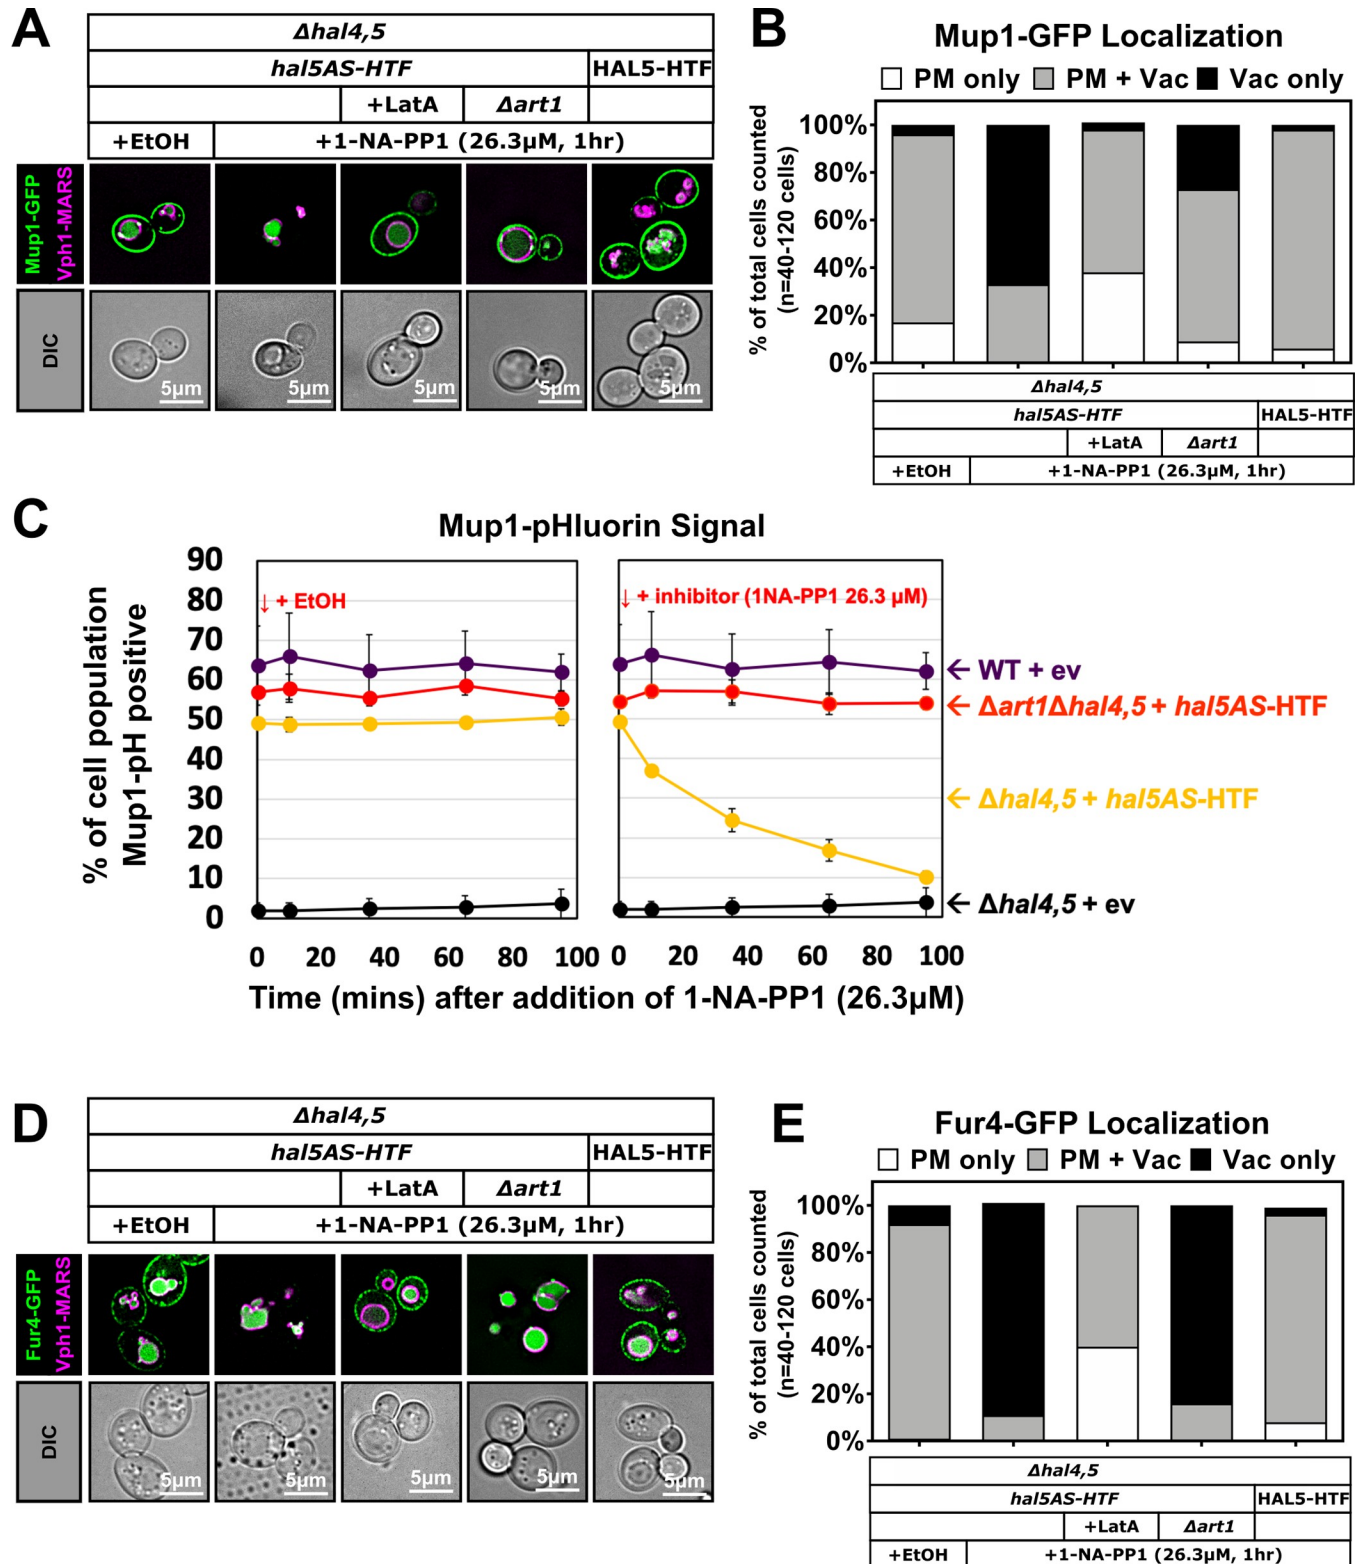 A
Δhal4,5
hal5AS-HTF HAL5-HTF
+LatA Δart1
+EtOH +1-NA-PP1 (26.3µM, 1hr)
Mup1-GFP
Vph1-MARS
DIC
5µm 5µm 5µm 5µm 5µm
B
Mup1-GFP Localization
PM only PM + Vac Vac only
% of total cells counted
(n=40-120 cells)
100%
80%
60%
40%
20%
0%
Δhal4,5
hal5AS-HTF HAL5-HTF
+LatA Δart1
+EtOH +1-NA-PP1 (26.3µM, 1hr)
C
Mup1-pHluorin Signal
% of cell population
Mup1-pH positive
90
80
70
60
50
40
30
20
10
0
↓ + EtOH
↓ + inhibitor (1NA-PP1 26.3 µM)
← WT + ev
← Δart1Δhal4,5 + hal5AS-HTF
← Δhal4,5 + hal5AS-HTF
← Δhal4,5 + ev
0 20 40 60 80 100 0 20 40 60 80 100
Time (mins) after addition of 1-NA-PP1 (26.3µM)
D
Δhal4,5
hal5AS-HTF HAL5-HTF
+LatA Δart1
+EtOH +1-NA-PP1 (26.3µM, 1hr)
Fur4-GFP
Vph1-MARS
DIC
5µm 5µm 5µm 5µm 5µm
E
Fur4-GFP Localization
PM only PM + Vac Vac only
% of total cells counted
(n=40-120 cells)
100%
80%
60%
40%
20%
0%
Δhal4,5
hal5AS-HTF HAL5-HTF
+LatA Δart1
+EtOH +1-NA-PP1 (26.3µM, 1hr)